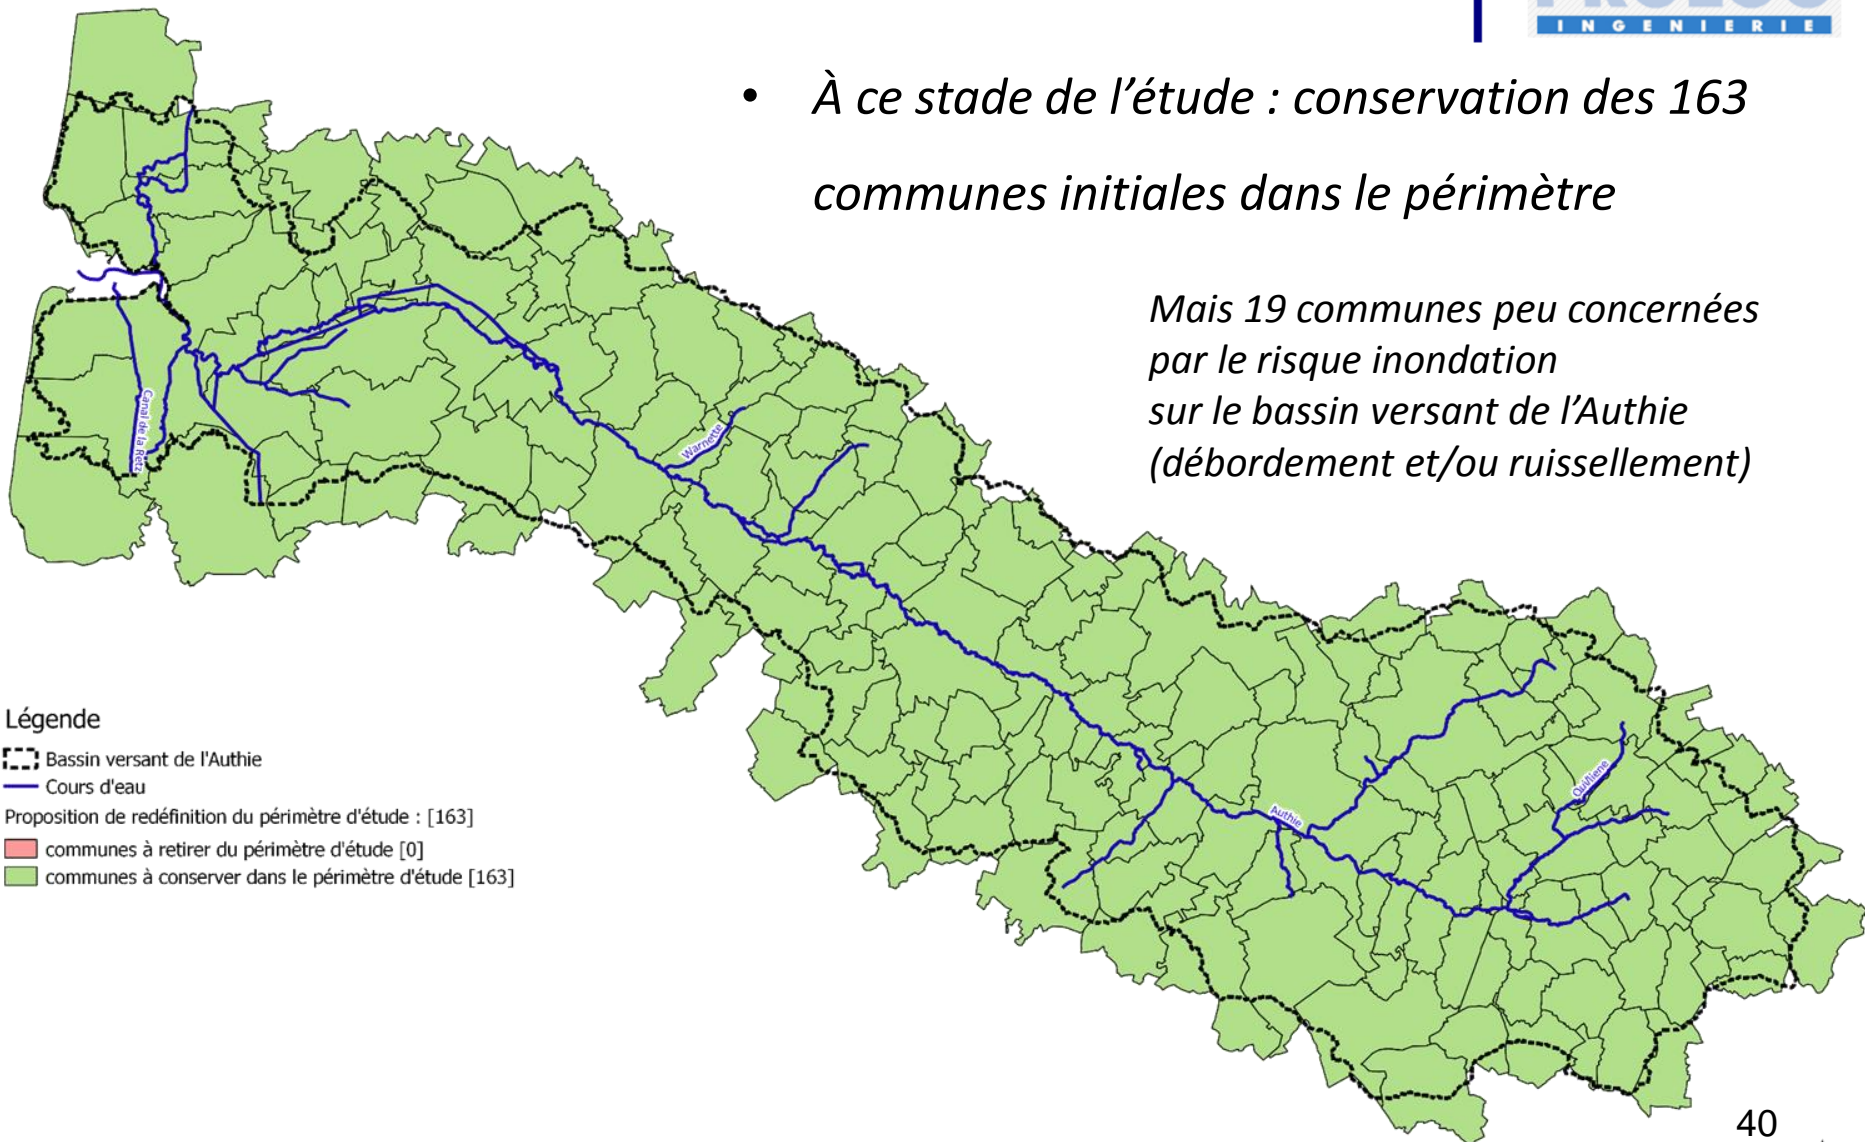 INGENIERIE
• À ce stade de l’étude : conservation des 163
communes initiales dans le périmètre
Mais 19 communes peu concernées
par le risque inondation
sur le bassin versant de l’Authie
(débordement et/ou ruissellement)
Canal de la Retz
Warnette
Authie
Quilliene
Légende
Bassin versant de l'Authie
Cours d'eau
Proposition de redéfinition du périmètre d'étude : [163]
communes à retirer du périmètre d'étude [0]
communes à conserver dans le périmètre d'étude [163]
40